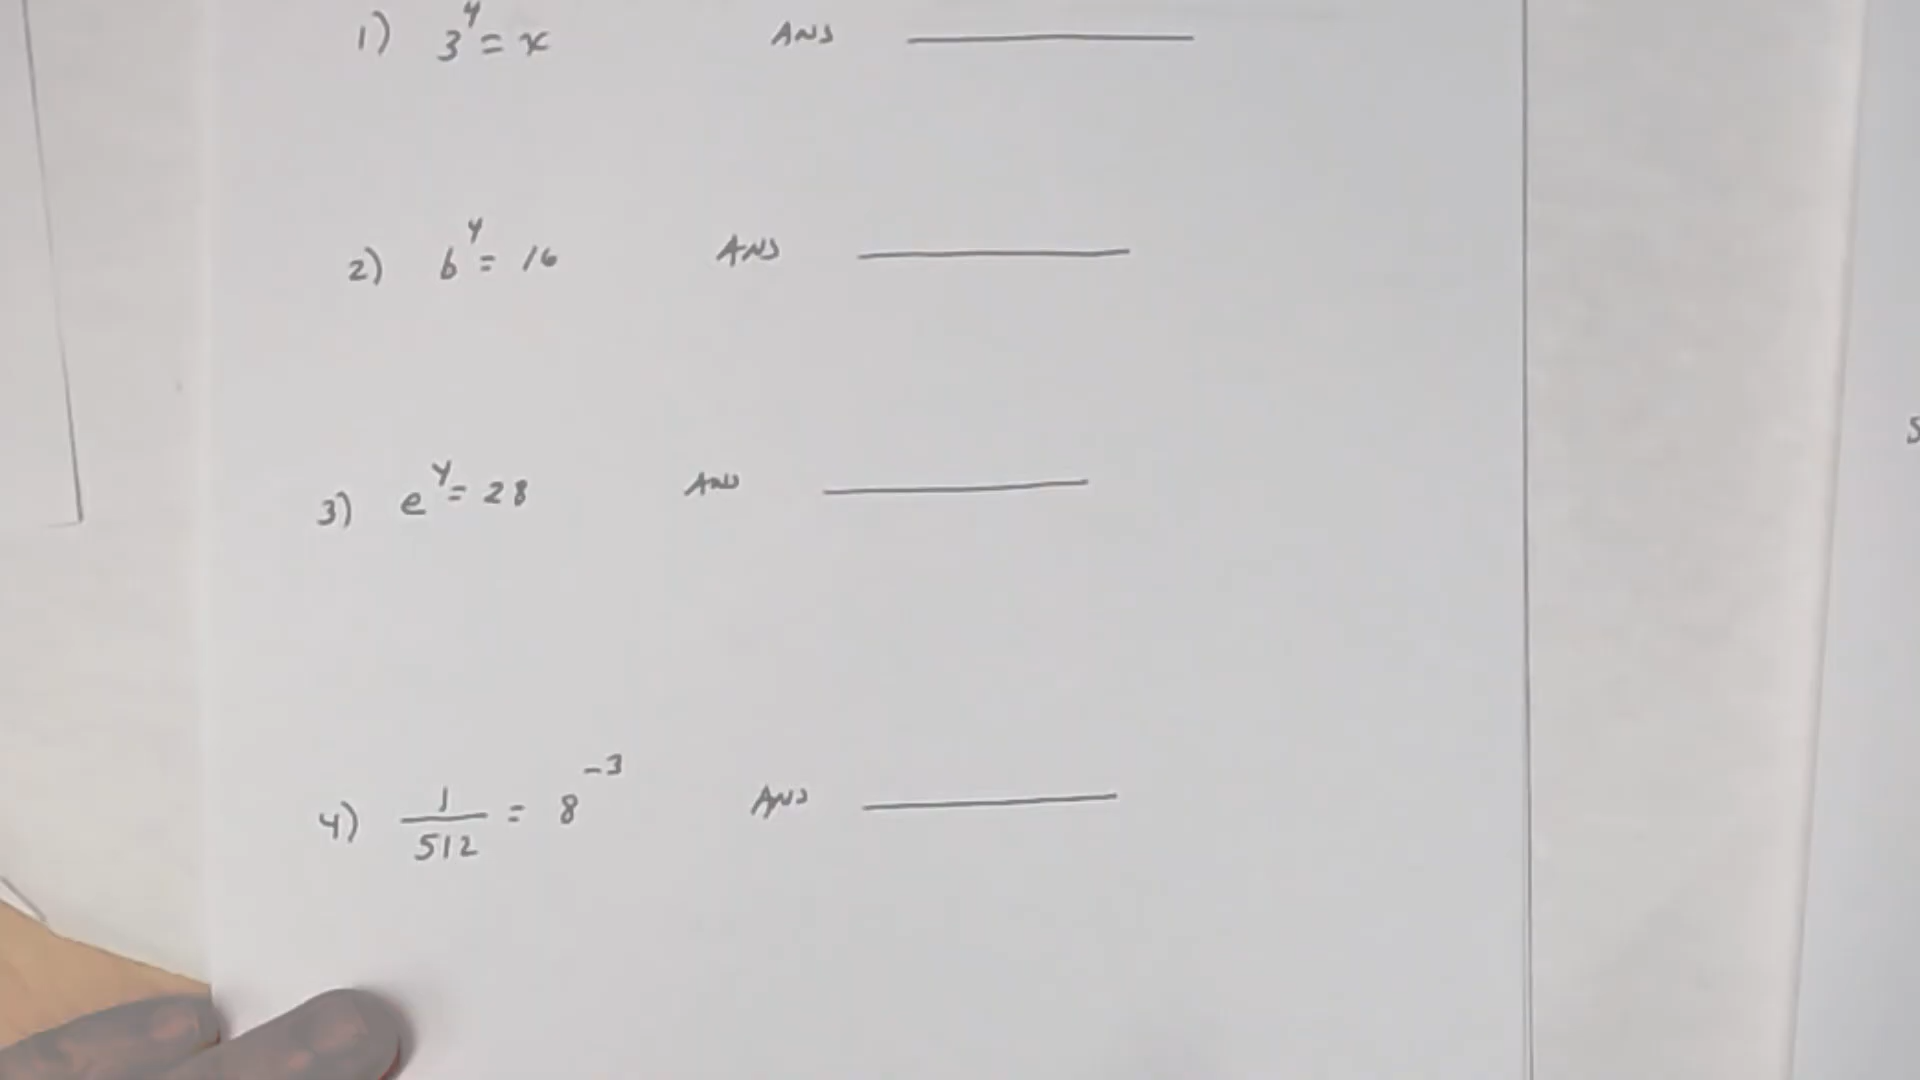 1) 3^y = x Ans
2) b^y = 16 Ans
3) e^y = 28 Ans
4) 1/512 = 8^-3 Ans